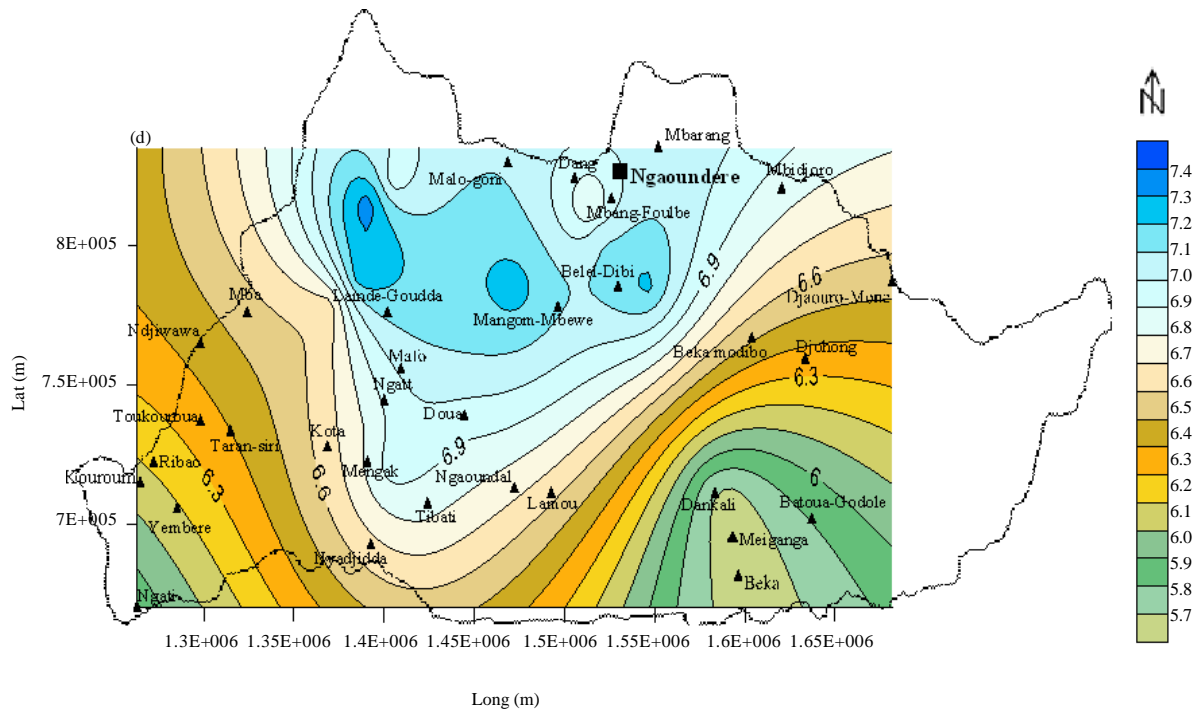 (d)
N
Mbarang
Dang
Malo-goni
Ngaoundere
Mbidjoro
Mbang-Foulbe
7.4
7.3
7.2
7.1
7.0
6.9
6.8
6.7
6.6
6.5
6.4
6.3
6.2
6.1
6.0
5.9
5.8
5.7
8E+005
7.5E+005
7E+005
Lat (m)
Belel-Dibi
6.9
6.6
Mba
Lainde-Goudda
Djaouro-Mona
Mangom-Mbewe
Ndjiwawa
Beka modibo
Djohong
Malo
6.3
Ngatt
Toukouroua
Doua
Taran-siri
Kota
6.9
Ribao
Mengak
Ngaoundal
6.6
6
Kouroum
6.3
Lamou
Dankali
Batoua-Godole
Yembere
Tibati
Meiganga
Nyadjidda
Beka
Ngati
1.3E+006
1.35E+006
1.4E+006
1.45E+006
1.5E+006
1.55E+006
1.6E+006
1.65E+006
Long (m)